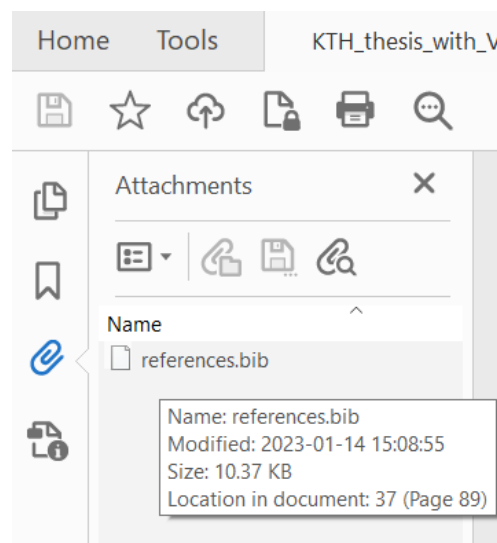 Home Tools KTH_thesis_with_V
Attachments
Name
references.bib
Name: references.bib
Modified: 2023-01-14 15:08:55
Size: 10.37 KB
Location in document: 37 (Page 89)